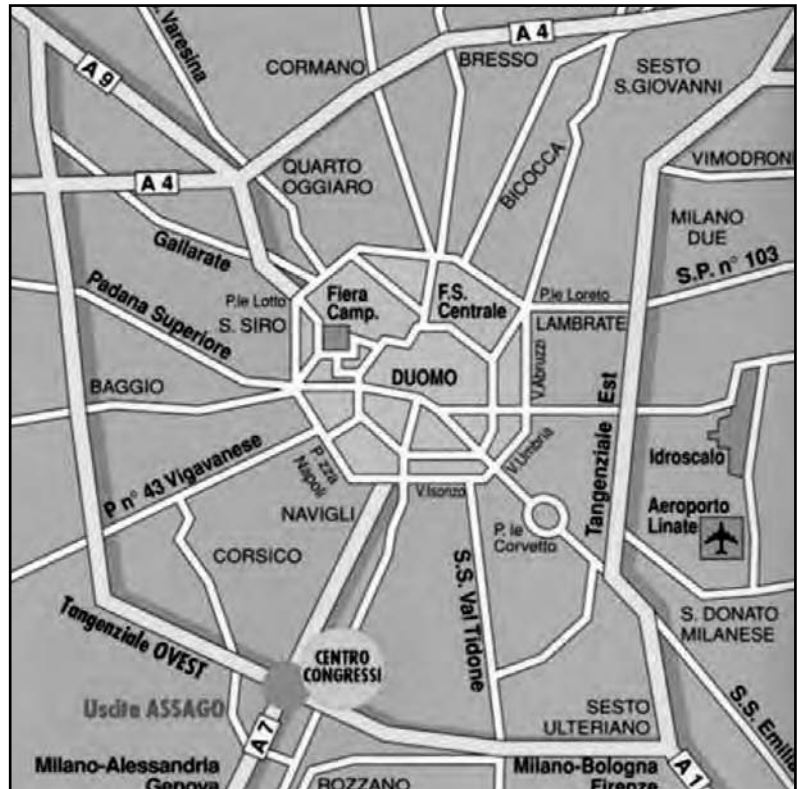 A 4
. Varesina
A 9
CORMANO
BRESSO
SESTO
S.GIOVANNI
QUARTO
OGGIARO
A 4
BICOCCA
VIMODRONE
MILANO
DUE
Gallarate
S.P. n° 103
Padana Superiore
P.le Lotto
Fiera
Camp.
F.S.
Centrale
P.le Loreto
S. SIRO
LAMBRATE
BAGGIO
DUOMO
V.Abruzzi
Tangenziale Est
P n° 43 Vigavanese
P.zza
Napoli
V.Umbria
Idroscalo
NAVIGLI
V.Isonzo
P. le
Corvetto
Aeroporto
Linate
CORSICO
S.S. Val Tidone
Tangenziale OVEST
S. DONATO
MILANESE
CENTRO
CONGRESSI
Uscita ASSAGO
SESTO
ULTERIANO
S.S. Emilia
A 7
A 1
Milano-Alessandria
Genova
ROZZANO
Milano-Bologna
Firenze